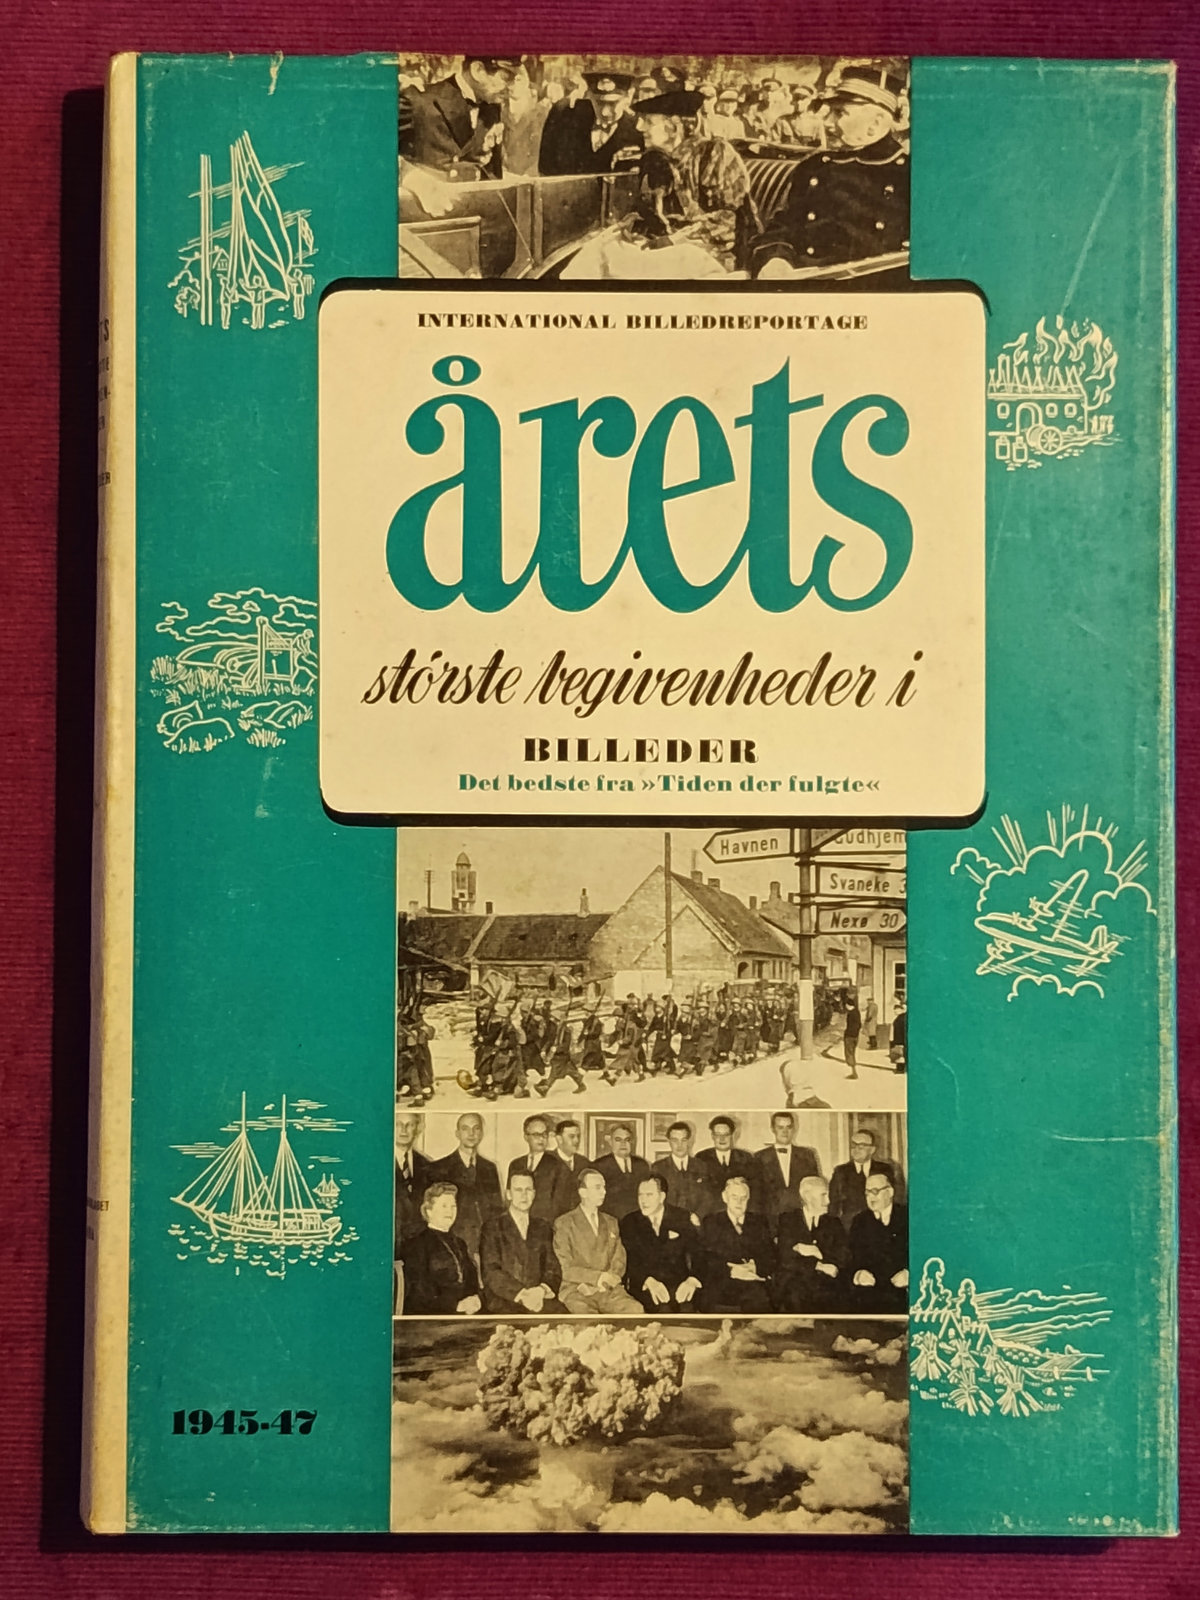 INTERNATIONAL BILLEDREPORTAGE
årets
største begivenheder i
BILLEDER
Det bedste fra »Tiden der fulgte«
Havnen
Gudhjem
Svaneke 3
Nexø 30
1945-47